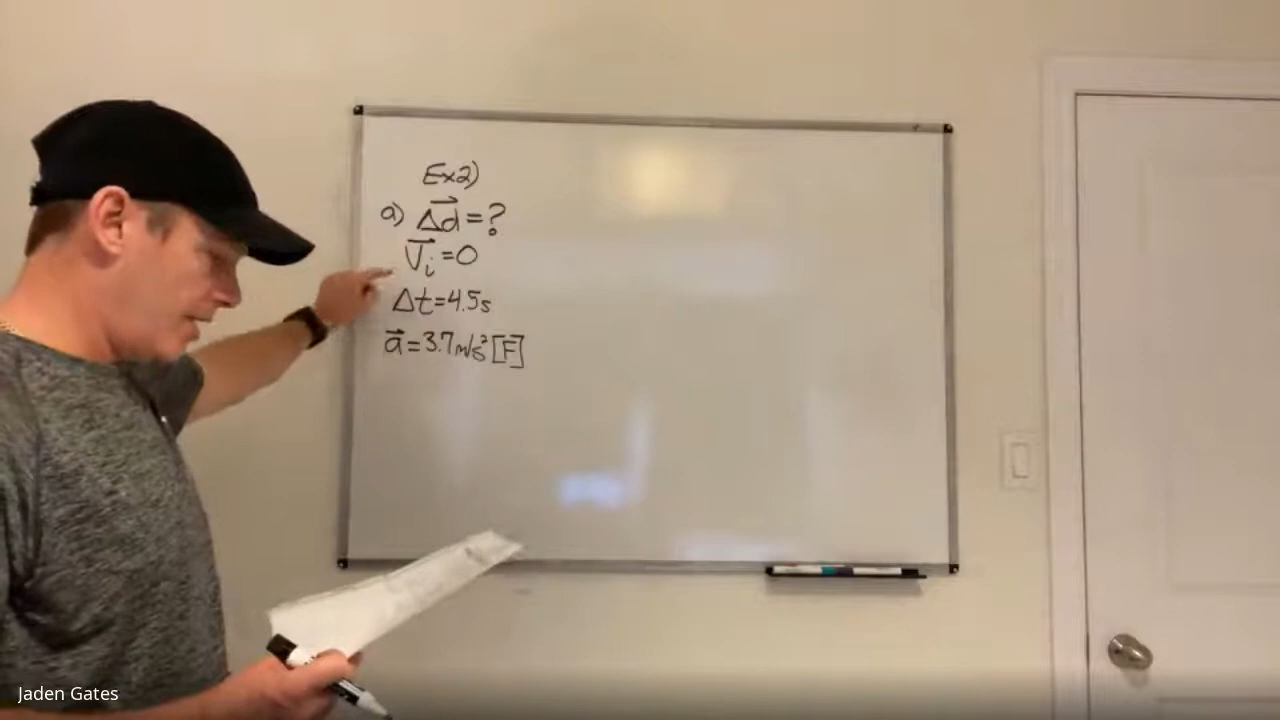 Ex2)
a) Δd⃗ = ?
V⃗i = 0
Δt = 4.5s
a⃗ = 3.7 m/s² [F]
Jaden Gates